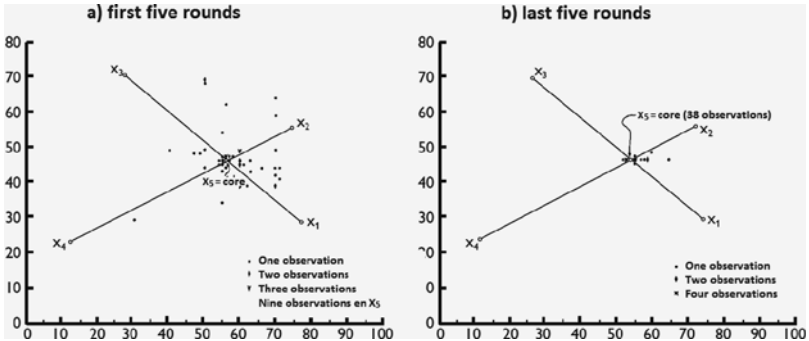 a) first five rounds
80
70
60
50
40
30
20
10
0
0 10 20 30 40 50 60 70 80 90 100
X3
X2
X5 = core
X1
X4
One observation
Two observations
Three observations
Nine observations en X5
b) last five rounds
80
70
60
50
40
30
20
0
0
0 10 20 30 40 50 60 70 80 90 100
X3
X5 = core (38 observations)
X2
X1
X4
One observation
Two observations
Four observations